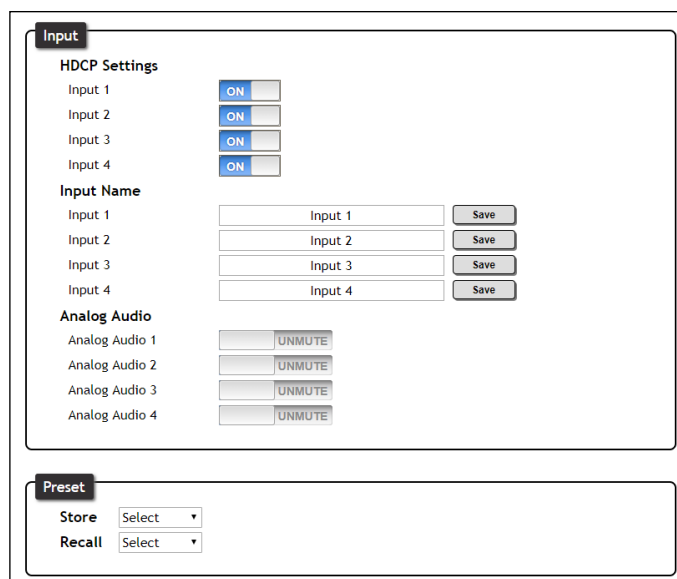 Input
HDCP Settings
Input 1 ON
Input 2 ON
Input 3 ON
Input 4 ON
Input Name
Input 1 Input 1 Save
Input 2 Input 2 Save
Input 3 Input 3 Save
Input 4 Input 4 Save
Analog Audio
Analog Audio 1 UNMUTE
Analog Audio 2 UNMUTE
Analog Audio 3 UNMUTE
Analog Audio 4 UNMUTE
Preset
Store Select
Recall Select